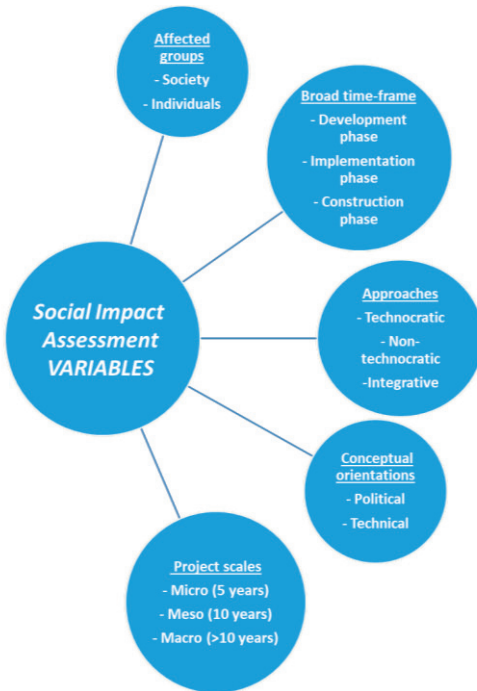 Affected
groups
- Society
- Individuals
Broad time-frame
- Development
phase
- Implementation
phase
- Construction
phase
Social Impact
Assessment
VARIABLES
Approaches
- Technocratic
- Non-
technocratic
-Integrative
Conceptual
orientations
- Political
- Technical
Project scales
- Micro (5 years)
- Meso (10 years)
- Macro (>10 years)